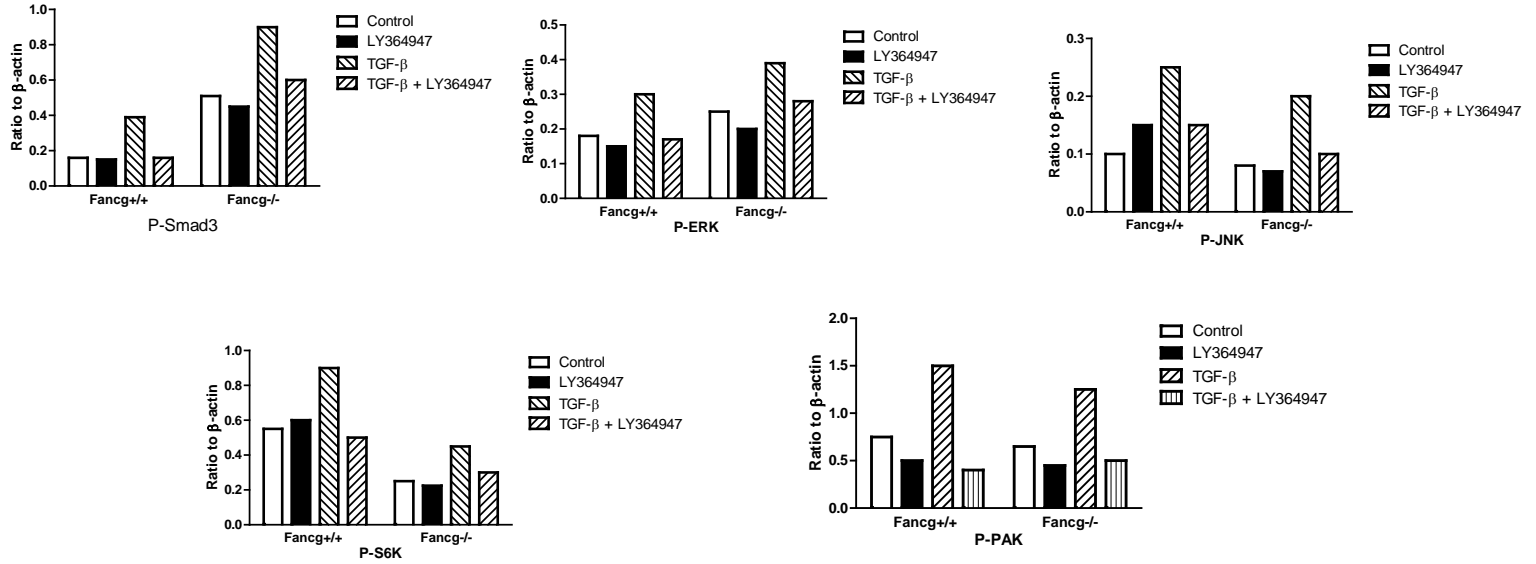 1.0
0.8
0.6
0.4
0.2
0.0
Ratio to β-actin
Fancg+/+
Fancg-/-
P-Smad3
Control
LY364947
TGF-β
TGF-β + LY364947
0.5
0.4
0.3
0.2
0.1
0.0
Ratio to β-actin
Fancg+/+
Fancg-/-
P-ERK
Control
LY364947
TGF-β
TGF-β + LY364947
0.3
0.2
0.1
0.0
Ratio to β-actin
Fancg+/+
Fancg-/-
P-JNK
Control
LY364947
TGF-β
TGF-β + LY364947
1.0
0.8
0.6
0.4
0.2
0.0
Ratio to β-actin
Fancg+/+
Fancg-/-
P-S6K
Control
LY364947
TGF-β
TGF-β + LY364947
2.0
1.5
1.0
0.5
0.0
Ratio to β-actin
Fancg+/+
Fancg-/-
P-PAK
Control
LY364947
TGF-β
TGF-β + LY364947